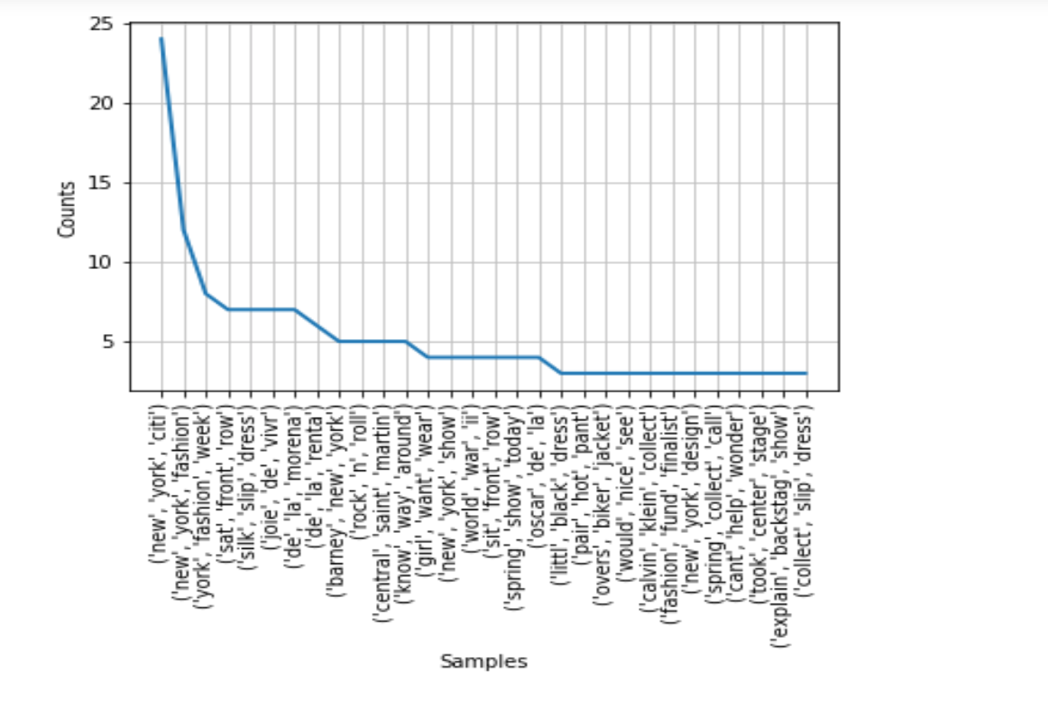 25
20
15
10
5
Counts
('new', 'york', 'citi')
('new', 'york', 'fashion')
('york', 'fashion', 'week')
('sat', 'front', 'row')
('silk', 'slip', 'dress')
('joie', 'de', 'vivr')
('de', 'la', 'morena')
('de', 'la', 'renta')
('barney', 'new', 'york')
('rock', 'n', 'roll')
('central', 'saint', 'martin')
('know', 'way', 'around')
('girl', 'want', 'wear')
('new', 'york', 'show')
('world', 'war', 'ii')
('sit', 'front', 'row')
('spring', 'show', 'today')
('oscar', 'de', 'la')
('littl', 'black', 'dress')
('pair', 'hot', 'pant')
('overs', 'biker', 'jacket')
('would', 'nice', 'see')
('calvin', 'klein', 'collect')
('fashion', 'fund', 'finalist')
('new', 'york', 'design')
('spring', 'collect', 'call')
('cant', 'help', 'wonder')
('took', 'center', 'stage')
('explain', 'backstag', 'show')
('collect', 'slip', 'dress')
Samples